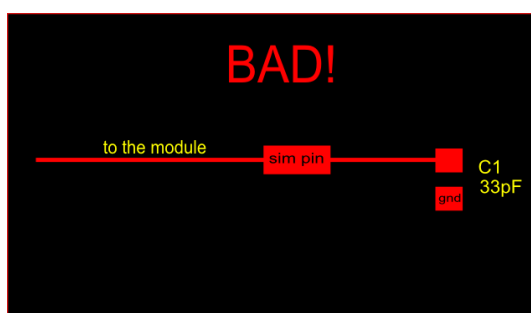 BAD!
to the module
sim pin
C1
33pF
gnd